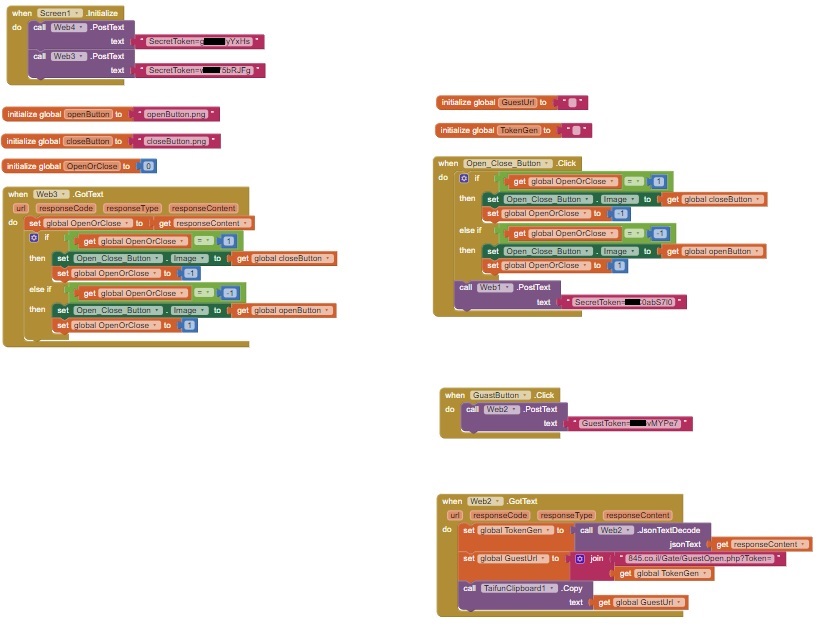 when Screen1 .Initialize
do call Web4 .PostText
text " SecretToken=g yYxHs "
call Web3 .PostText
text " SecretToken=v 5bRJFg "
initialize global openButton to " openButton.png "
initialize global closeButton to " closeButton.png "
initialize global OpenOrClose to 0
when Web3 .GotText
url responseCode responseType responseContent
do set global OpenOrClose to get responseContent
if get global OpenOrClose = 1
then set Open_Close_Button . Image to get global closeButton
set global OpenOrClose to -1
else if get global OpenOrClose = -1
then set Open_Close_Button . Image to get global openButton
set global OpenOrClose to 1
initialize global GuestUrl to " "
initialize global TokenGen to " "
when Open_Close_Button .Click
do if get global OpenOrClose = 1
then set Open_Close_Button . Image to get global closeButton
set global OpenOrClose to -1
else if get global OpenOrClose = -1
then set Open_Close_Button . Image to get global openButton
set global OpenOrClose to 1
call Web1 .PostText
text " SecretToken= 0abS7l0 "
when GuastButton .Click
do call Web2 .PostText
text " GuestToken= vMYPe7 "
when Web2 .GotText
url responseCode responseType responseContent
do set global TokenGen to call Web2 .JsonTextDecode
jsonText get responseContent
set global GuestUrl to join " 845.co.il/Gate/GuestOpen.php?Token= "
get global TokenGen
call TaifunClipboard1 .Copy
text get global GuestUrl